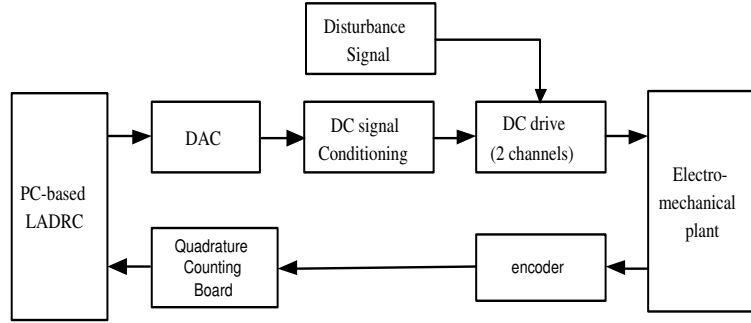 Disturbance
Signal
PC-based
LADRC
DAC
DC signal
Conditioning
DC drive
(2 channels)
Electro-
mechanical
plant
Quadrature
Counting
Board
encoder